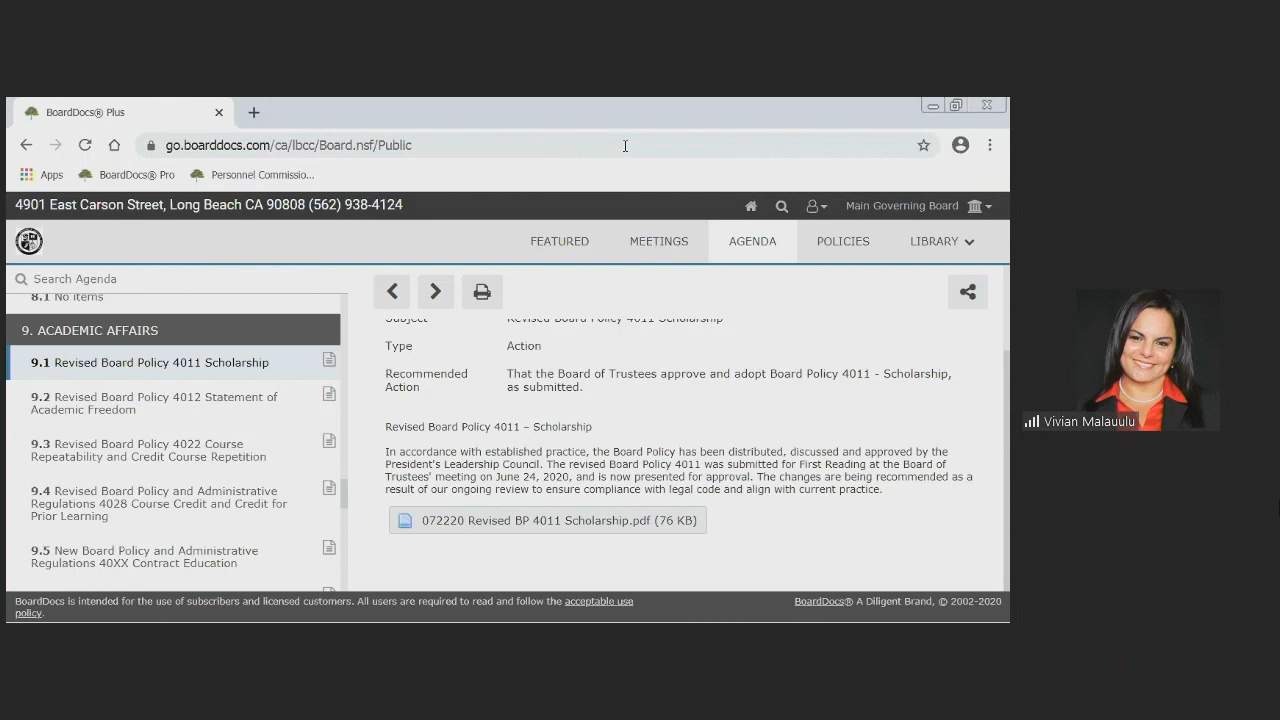 BoardDocs® Plus
go.boarddocs.com/ca/lbcc/Board.nsf/Public
Apps
BoardDocs® Pro
Personnel Commissio...
4901 East Carson Street, Long Beach CA 90808 (562) 938-4124
Main Governing Board
FEATURED
MEETINGS
AGENDA
POLICIES
LIBRARY
Search Agenda
8.1 No items
9. ACADEMIC AFFAIRS
9.1 Revised Board Policy 4011 Scholarship
9.2 Revised Board Policy 4012 Statement of
Academic Freedom
9.3 Revised Board Policy 4022 Course
Repeatability and Credit Course Repetition
9.4 Revised Board Policy and Administrative
Regulations 4028 Course Credit and Credit for
Prior Learning
9.5 New Board Policy and Administrative
Regulations 40XX Contract Education
Subject
Revised Board Policy 4011 Scholarship
Type
Action
Recommended
Action
That the Board of Trustees approve and adopt Board Policy 4011 - Scholarship,
as submitted.
Revised Board Policy 4011 – Scholarship
In accordance with established practice, the Board Policy has been distributed, discussed and approved by the
President's Leadership Council. The revised Board Policy 4011 was submitted for First Reading at the Board of
Trustees' meeting on June 24, 2020, and is now presented for approval. The changes are being recommended as a
result of our ongoing review to ensure compliance with legal code and align with current practice.
072220 Revised BP 4011 Scholarship.pdf (76 KB)
BoardDocs is intended for the use of subscribers and licensed customers. All users are required to read and follow the acceptable use
policy.
BoardDocs® A Diligent Brand, © 2002-2020
Vivian Malauulu